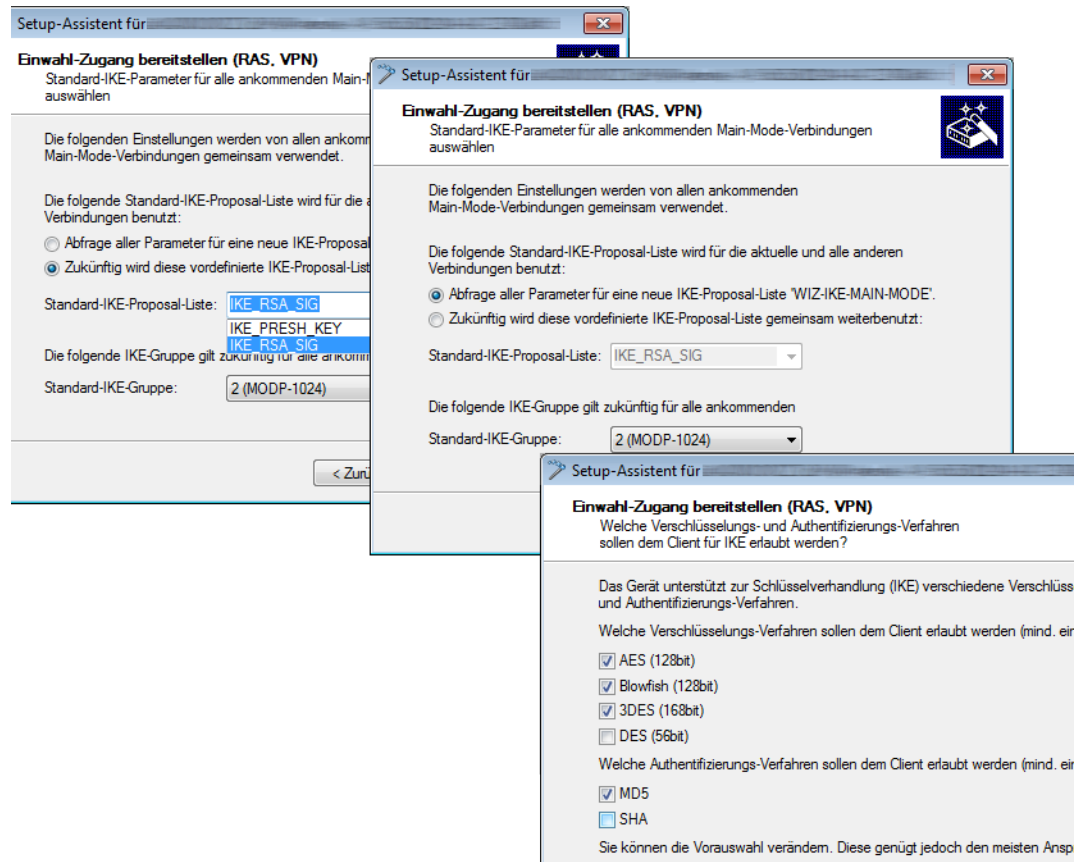 Setup-Assistent für
Einwahl-Zugang bereitstellen (RAS, VPN)
Standard-IKE-Parameter für alle ankommenden Main-
auswählen
Die folgenden Einstellungen werden von allen ankomm
Main-Mode-Verbindungen gemeinsam verwendet.
Die folgende Standard-IKE-Proposal-Liste wird für die
Verbindungen benutzt:
Abfrage aller Parameter für eine neue IKE-Proposal
Zukünftig wird diese vordefinierte IKE-Proposal-List
Standard-IKE-Proposal-Liste: IKE_RSA_SIG
IKE_PRESH_KEY
IKE_RSA_SIG
Die folgende IKE-Gruppe gilt zukünftig für alle ankomm
Standard-IKE-Gruppe: 2 (MODP-1024)
< Zurü
Setup-Assistent für
Einwahl-Zugang bereitstellen (RAS, VPN)
Standard-IKE-Parameter für alle ankommenden Main-Mode-Verbindungen
auswählen
Die folgenden Einstellungen werden von allen ankommenden
Main-Mode-Verbindungen gemeinsam verwendet.
Die folgende Standard-IKE-Proposal-Liste wird für die aktuelle und alle anderen
Verbindungen benutzt:
Abfrage aller Parameter für eine neue IKE-Proposal-Liste 'WIZ-IKE-MAIN-MODE'.
Zukünftig wird diese vordefinierte IKE-Proposal-Liste gemeinsam weiterbenutzt:
Standard-IKE-Proposal-Liste: IKE_RSA_SIG
Die folgende IKE-Gruppe gilt zukünftig für alle ankommenden
Standard-IKE-Gruppe: 2 (MODP-1024)
Setup-Assistent für
Einwahl-Zugang bereitstellen (RAS, VPN)
Welche Verschlüsselungs- und Authentifizierungs-Verfahren
sollen dem Client für IKE erlaubt werden?
Das Gerät unterstützt zur Schlüsselverhandlung (IKE) verschiedene Verschlüss
und Authentifizierungs-Verfahren.
Welche Verschlüsselungs-Verfahren sollen dem Client erlaubt werden (mind. ein
AES (128bit)
Blowfish (128bit)
3DES (168bit)
DES (56bit)
Welche Authentifizierungs-Verfahren sollen dem Client erlaubt werden (mind. ein
MD5
SHA
Sie können die Vorauswahl verändern. Diese genügt jedoch den meisten Ansp